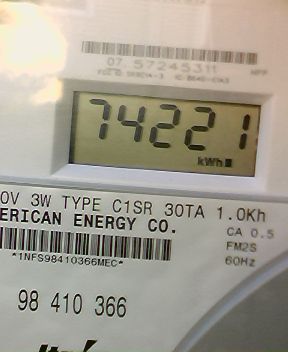 07 57245311
74221
kWh
0V 3W TYPE C1SR 30TA 1.0Kh
ERICAN ENERGY CO.
CA 0.5
FM2S
*1NFS98410366MEC*
60Hz
98 410 366